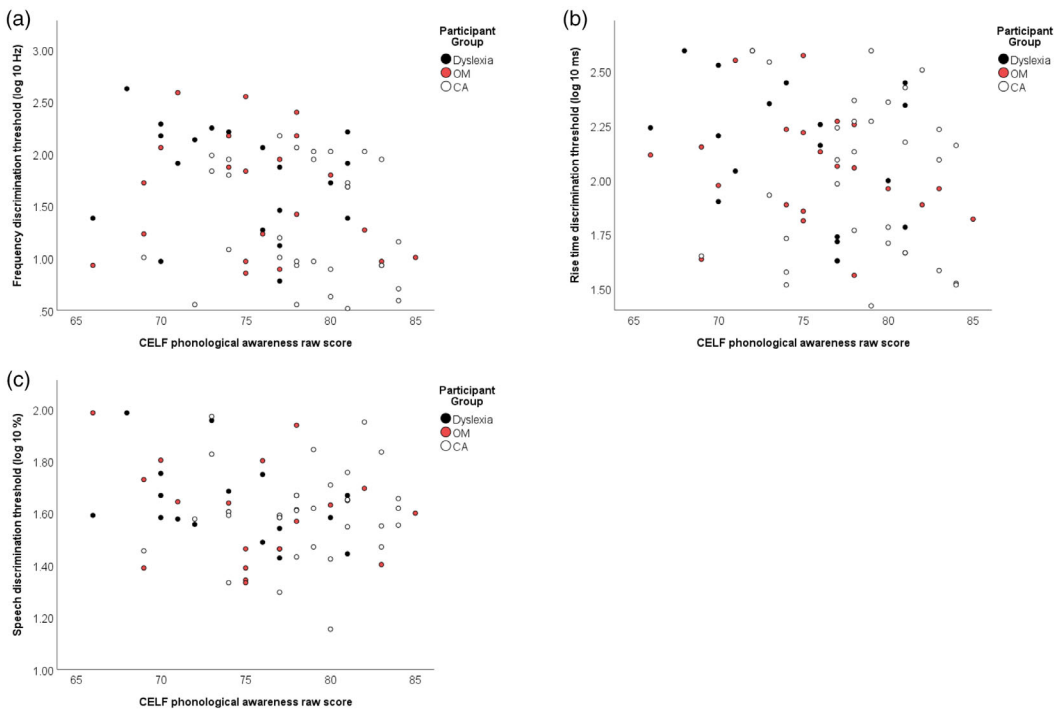 (a)
Participant
Group
Dyslexia
OM
CA
Frequency discrimination threshold (log 10 Hz)
3.00
2.50
2.00
1.50
1.00
.50
65 70 75 80 85
CELF phonological awareness raw score
(b)
Participant
Group
Dyslexia
OM
CA
Rise time discrimination threshold (log 10 ms)
2.50
2.25
2.00
1.75
1.50
65 70 75 80 85
CELF phonological awareness raw score
(c)
Participant
Group
Dyslexia
OM
CA
Speech discrimination threshold (log 10 %)
2.00
1.80
1.60
1.40
1.20
1.00
65 70 75 80 85
CELF phonological awareness raw score